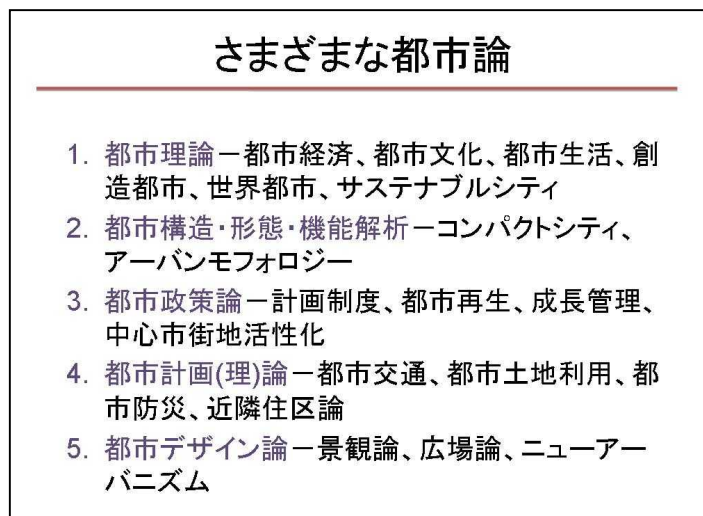 さまざまな都市論
1. 都市理論－都市経済、都市文化、都市生活、創
造都市、世界都市、サステナブルシティ
2. 都市構造・形態・機能解析－コンパクトシティ、
アーバンモフォロジー
3. 都市政策論－計画制度、都市再生、成長管理、
中心市街地活性化
4. 都市計画(理)論－都市交通、都市土地利用、都
市防災、近隣住区論
5. 都市デザイン論－景観論、広場論、ニューアー
バニズム